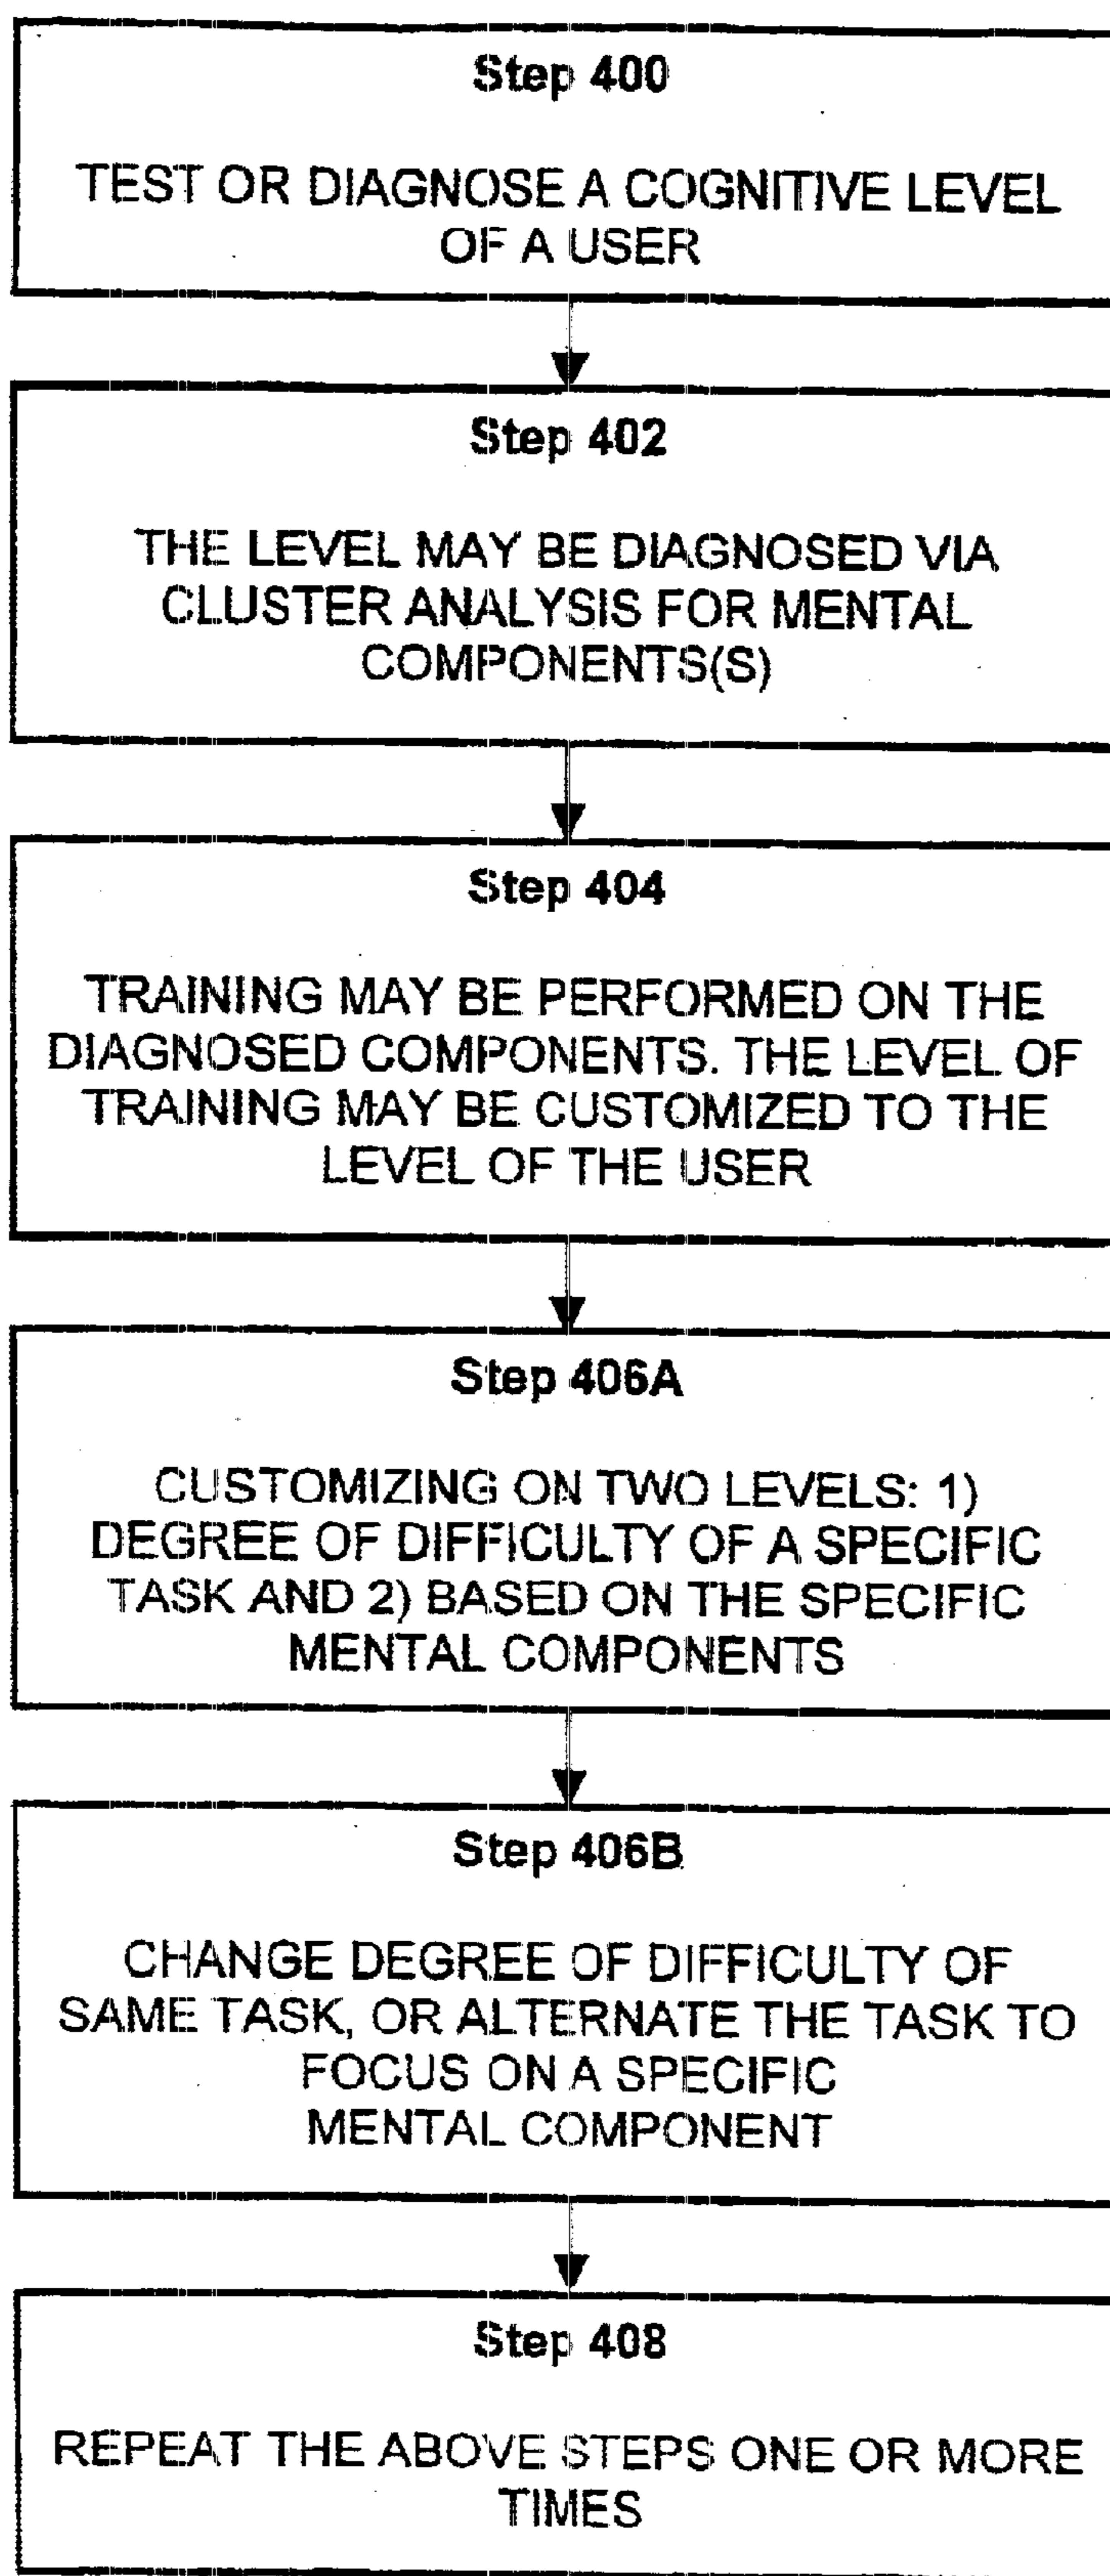 Step 400
TEST OR DIAGNOSE A COGNITIVE LEVEL
OF A USER
Step 402
THE LEVEL MAY BE DIAGNOSED VIA
CLUSTER ANALYSIS FOR MENTAL
COMPONENTS(S)
Step 404
TRAINING MAY BE PERFORMED ON THE
DIAGNOSED COMPONENTS. THE LEVEL OF
TRAINING MAY BE CUSTOMIZED TO THE
LEVEL OF THE USER
Step 406A
CUSTOMIZING ON TWO LEVELS: 1)
DEGREE OF DIFFICULTY OF A SPECIFIC
TASK AND 2) BASED ON THE SPECIFIC
MENTAL COMPONENTS
Step 406B
CHANGE DEGREE OF DIFFICULTY OF
SAME TASK, OR ALTERNATE THE TASK TO
FOCUS ON A SPECIFIC
MENTAL COMPONENT
Step 408
REPEAT THE ABOVE STEPS ONE OR MORE
TIMES